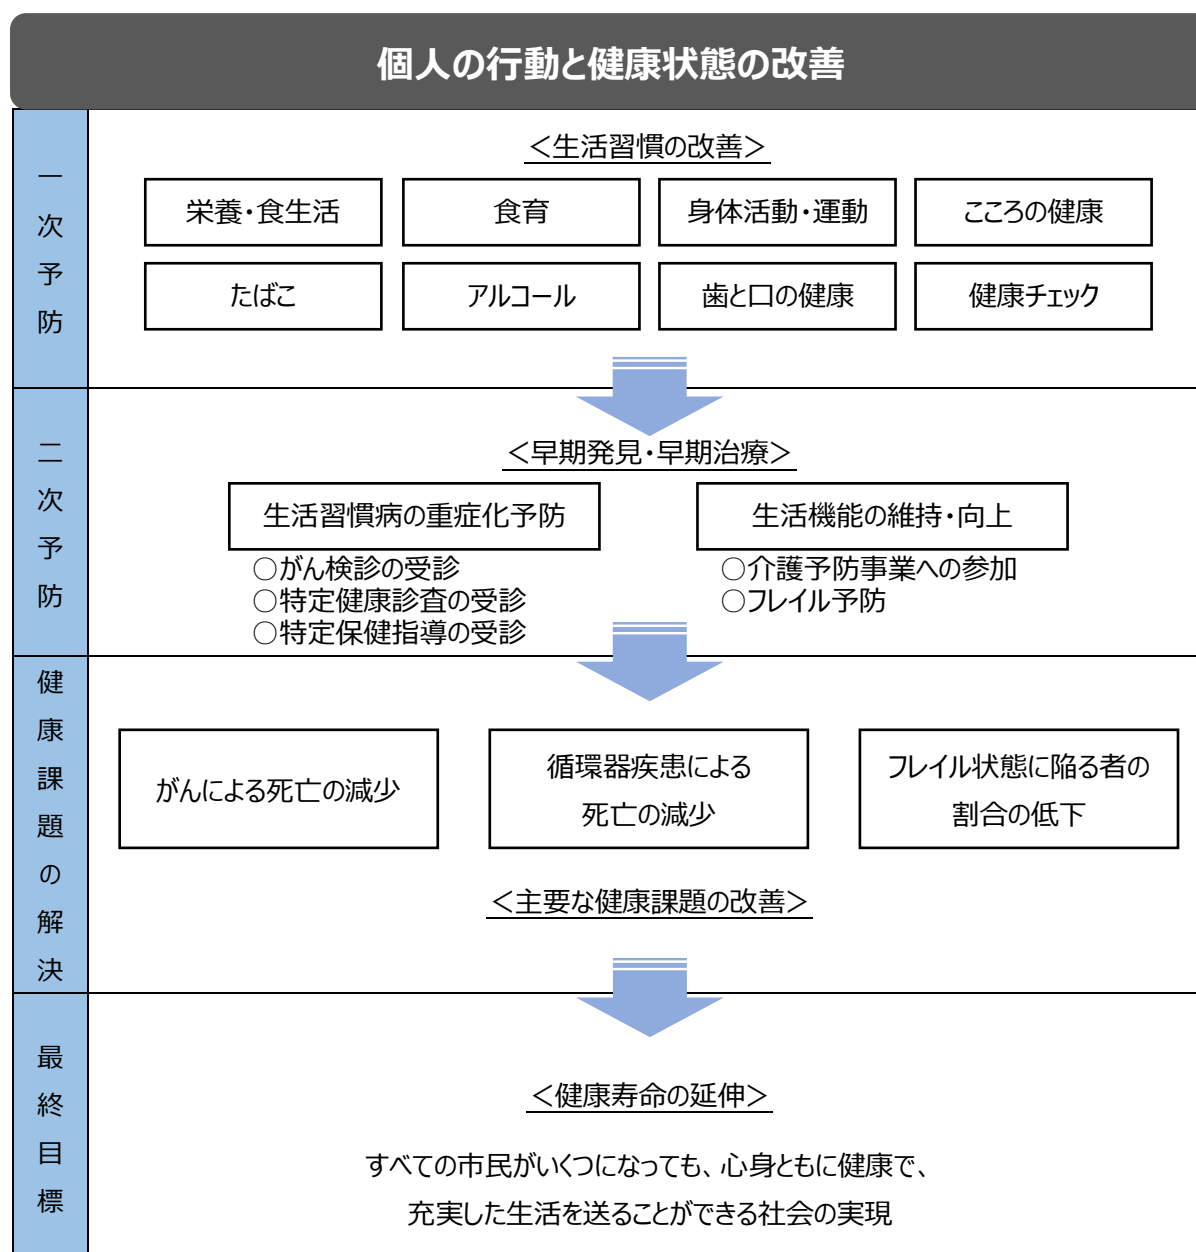 個人の行動と健康状態の改善
一次予防
＜生活習慣の改善＞
栄養・食生活
食育
身体活動・運動
こころの健康
たばこ
アルコール
歯と口の健康
健康チェック
二次予防
＜早期発見・早期治療＞
生活習慣病の重症化予防
○がん検診の受診
○特定健康診査の受診
○特定保健指導の受診
生活機能の維持・向上
○介護予防事業への参加
○フレイル予防
健康課題の解決
がんによる死亡の減少
循環器疾患による
死亡の減少
フレイル状態に陥る者の
割合の低下
＜主要な健康課題の改善＞
最終目標
＜健康寿命の延伸＞
すべての市民がいくつになっても、心身ともに健康で、
充実した生活を送ることができる社会の実現